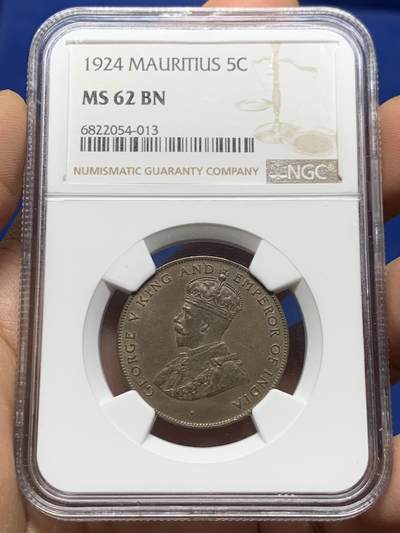 1924 MAURITIUS 5C
MS 62 BN
6822054-013
NUMISMATIC GUARANTY COMPANY
NGC
GEORGE V KING AND EMPEROR OF INDIA